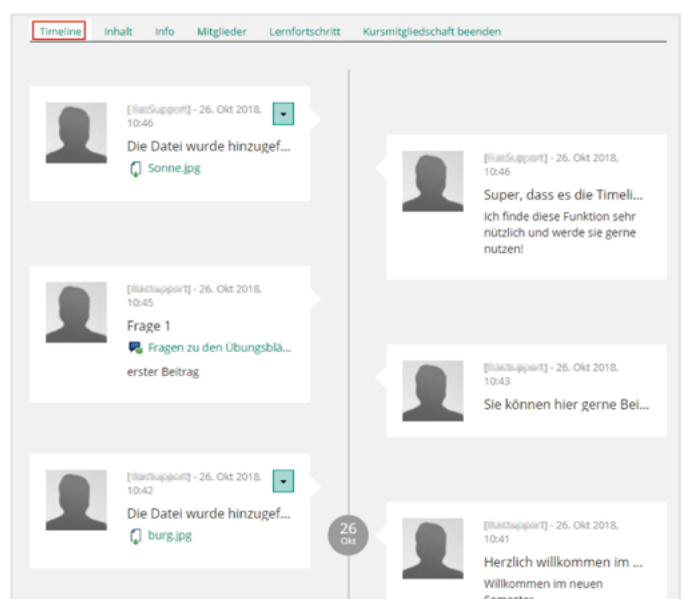 Timeline Inhalt Info Mitglieder Lernfortschritt Kursmitgliedschaft beenden
- 26. Okt 2018,
10:46
Die Datei wurde hinzugef...
Sonne.jpg
- 26. Okt 2018,
10:46
Super, dass es die Timeli...
Ich finde diese Funktion sehr
nützlich und werde sie gerne
nutzen!
- 26. Okt 2018,
10:45
Frage 1
Fragen zu den Übungsblä...
erster Beitrag
- 26. Okt 2018,
10:43
Sie können hier gerne Bei...
- 26. Okt 2018,
10:42
Die Datei wurde hinzugef...
burg.jpg
26
Okt
- 26. Okt 2018,
10:41
Herzlich willkommen im ...
Willkommen im neuen